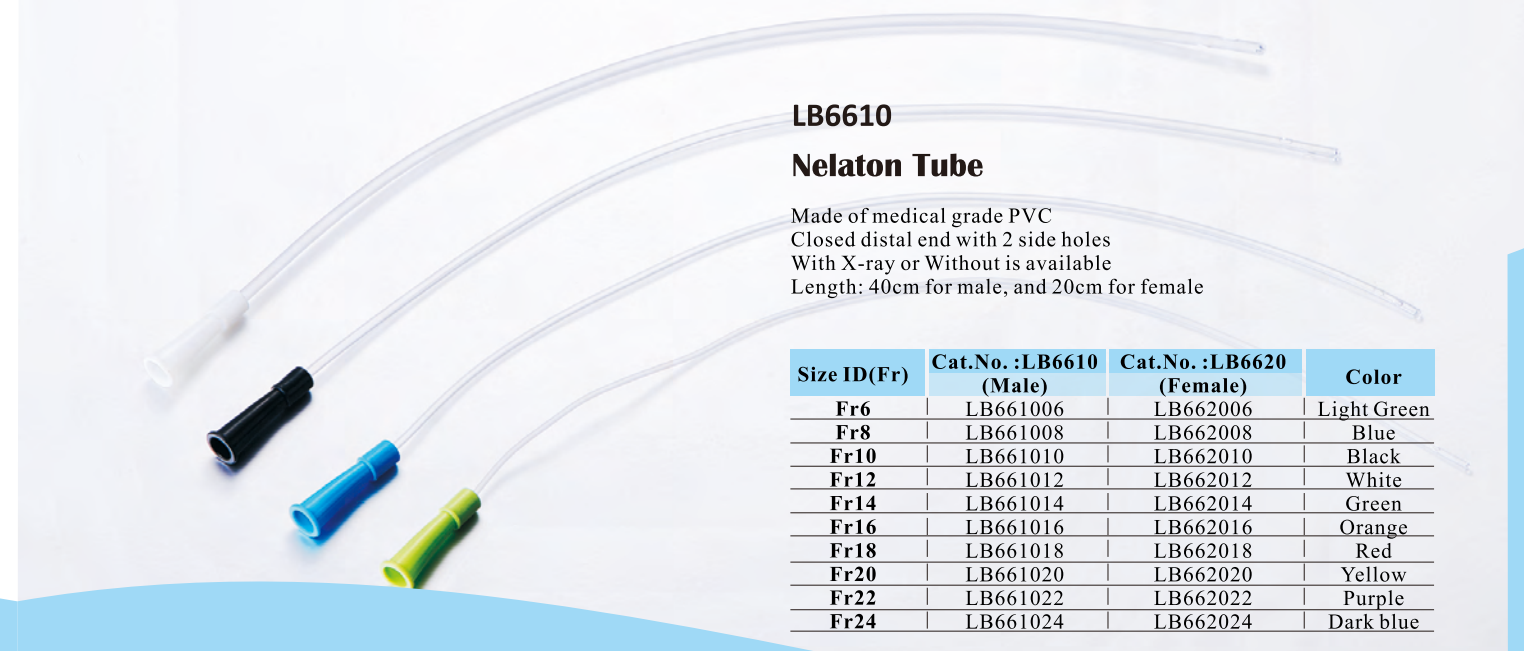 LB6610
Nelaton Tube
Made of medical grade PVC
Closed distal end with 2 side holes
With X-ray or Without is available
Length: 40cm for male, and 20cm for female
Size ID(Fr) Cat.No. :LB6610 (Male) Cat.No. :LB6620 (Female) Color
Fr6 LB661006 LB662006 Light Green
Fr8 LB661008 LB662008 Blue
Fr10 LB661010 LB662010 Black
Fr12 LB661012 LB662012 White
Fr14 LB661014 LB662014 Green
Fr16 LB661016 LB662016 Orange
Fr18 LB661018 LB662018 Red
Fr20 LB661020 LB662020 Yellow
Fr22 LB661022 LB662022 Purple
Fr24 LB661024 LB662024 Dark blue